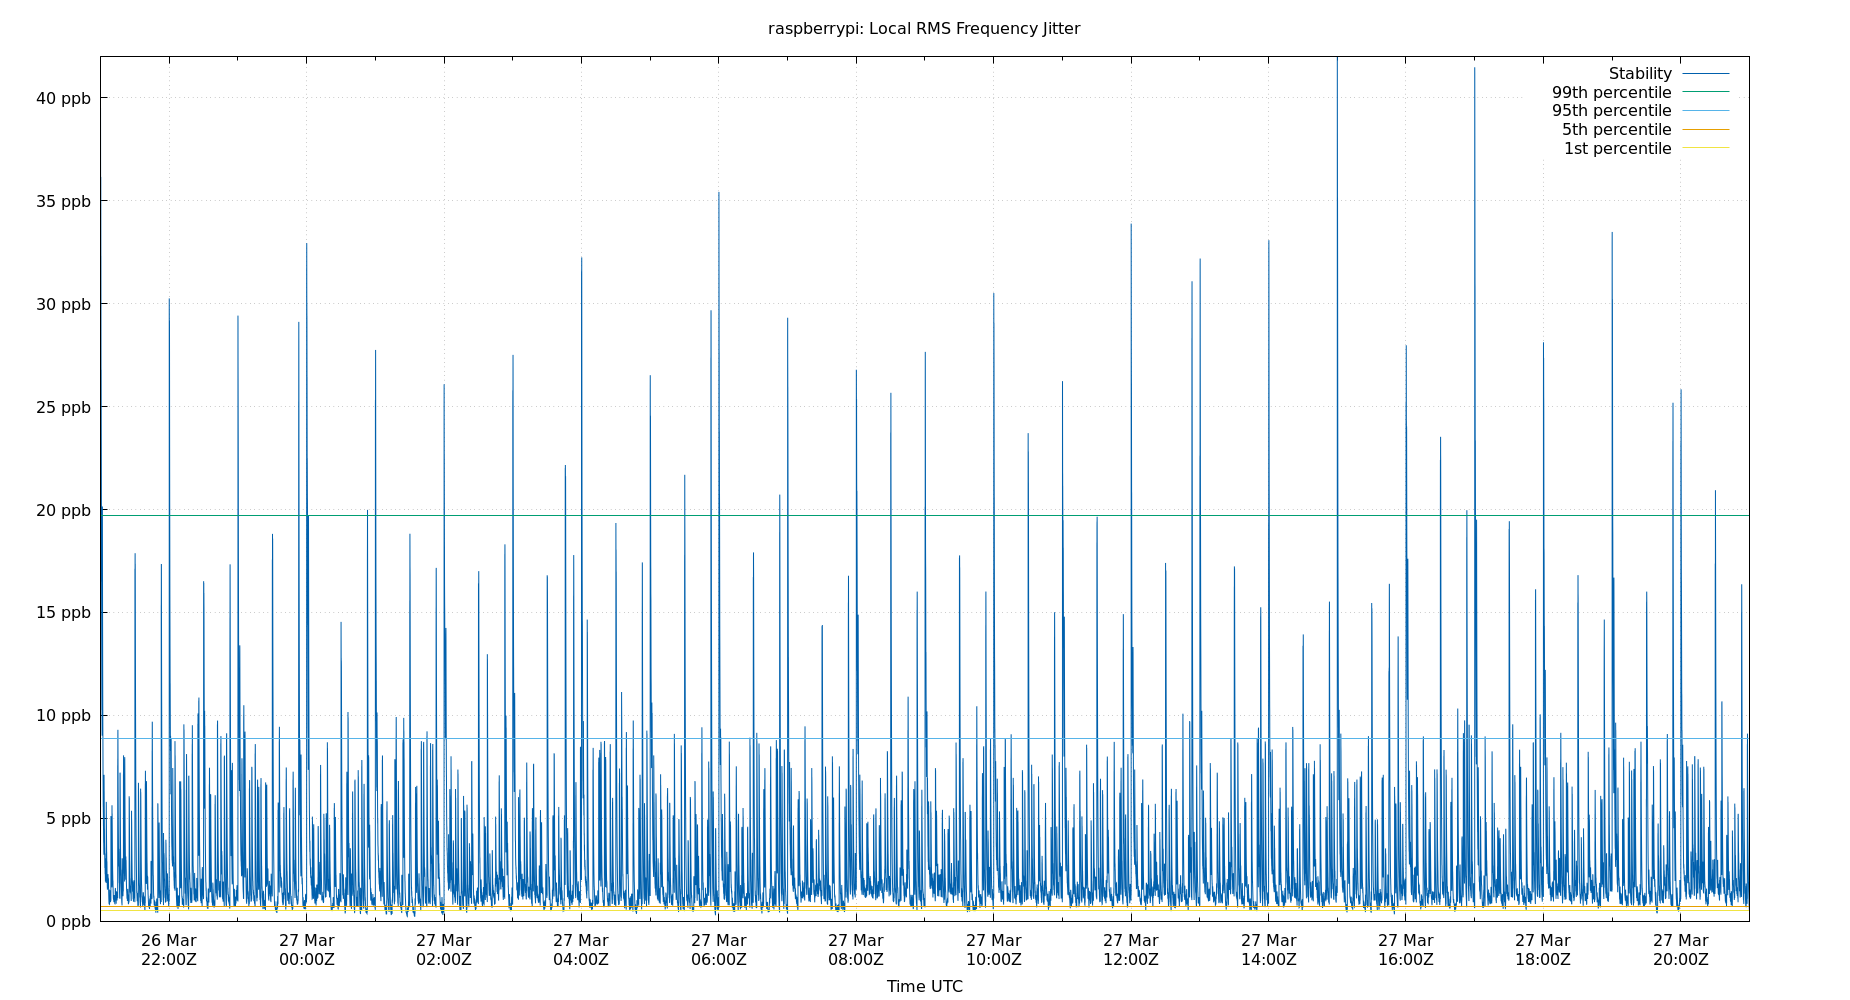 raspberrypi: Local RMS Frequency Jitter
Stability
99th percentile
95th percentile
5th percentile
1st percentile
40 ppb
35 ppb
30 ppb
25 ppb
20 ppb
15 ppb
10 ppb
5 ppb
0 ppb
26 Mar 27 Mar 27 Mar 27 Mar 27 Mar 27 Mar 27 Mar 27 Mar 27 Mar 27 Mar 27 Mar 27 Mar
22:00Z 00:00Z 02:00Z 04:00Z 06:00Z 08:00Z 10:00Z 12:00Z 14:00Z 16:00Z 18:00Z 20:00Z
Time UTC